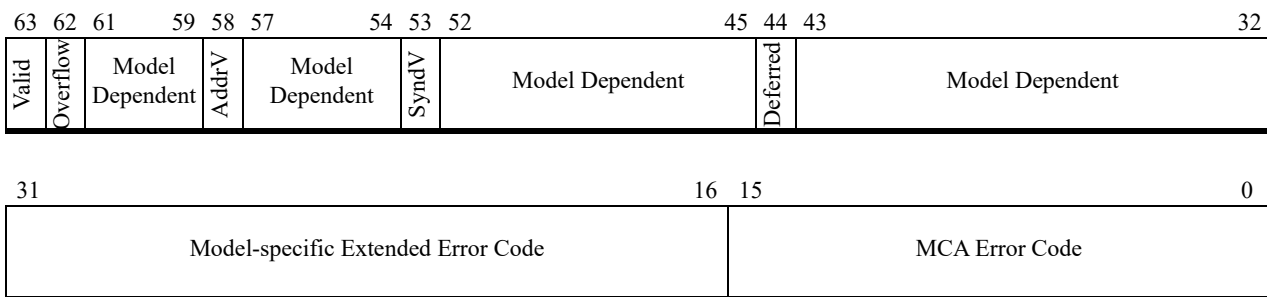 63 62 61 59 58 57 54 53 52 45 44 43 32
Valid Overflow Model Dependent AddrV Model Dependent SyndV Model Dependent Deferred Model Dependent
31 16 15 0
Model-specific Extended Error Code MCA Error Code